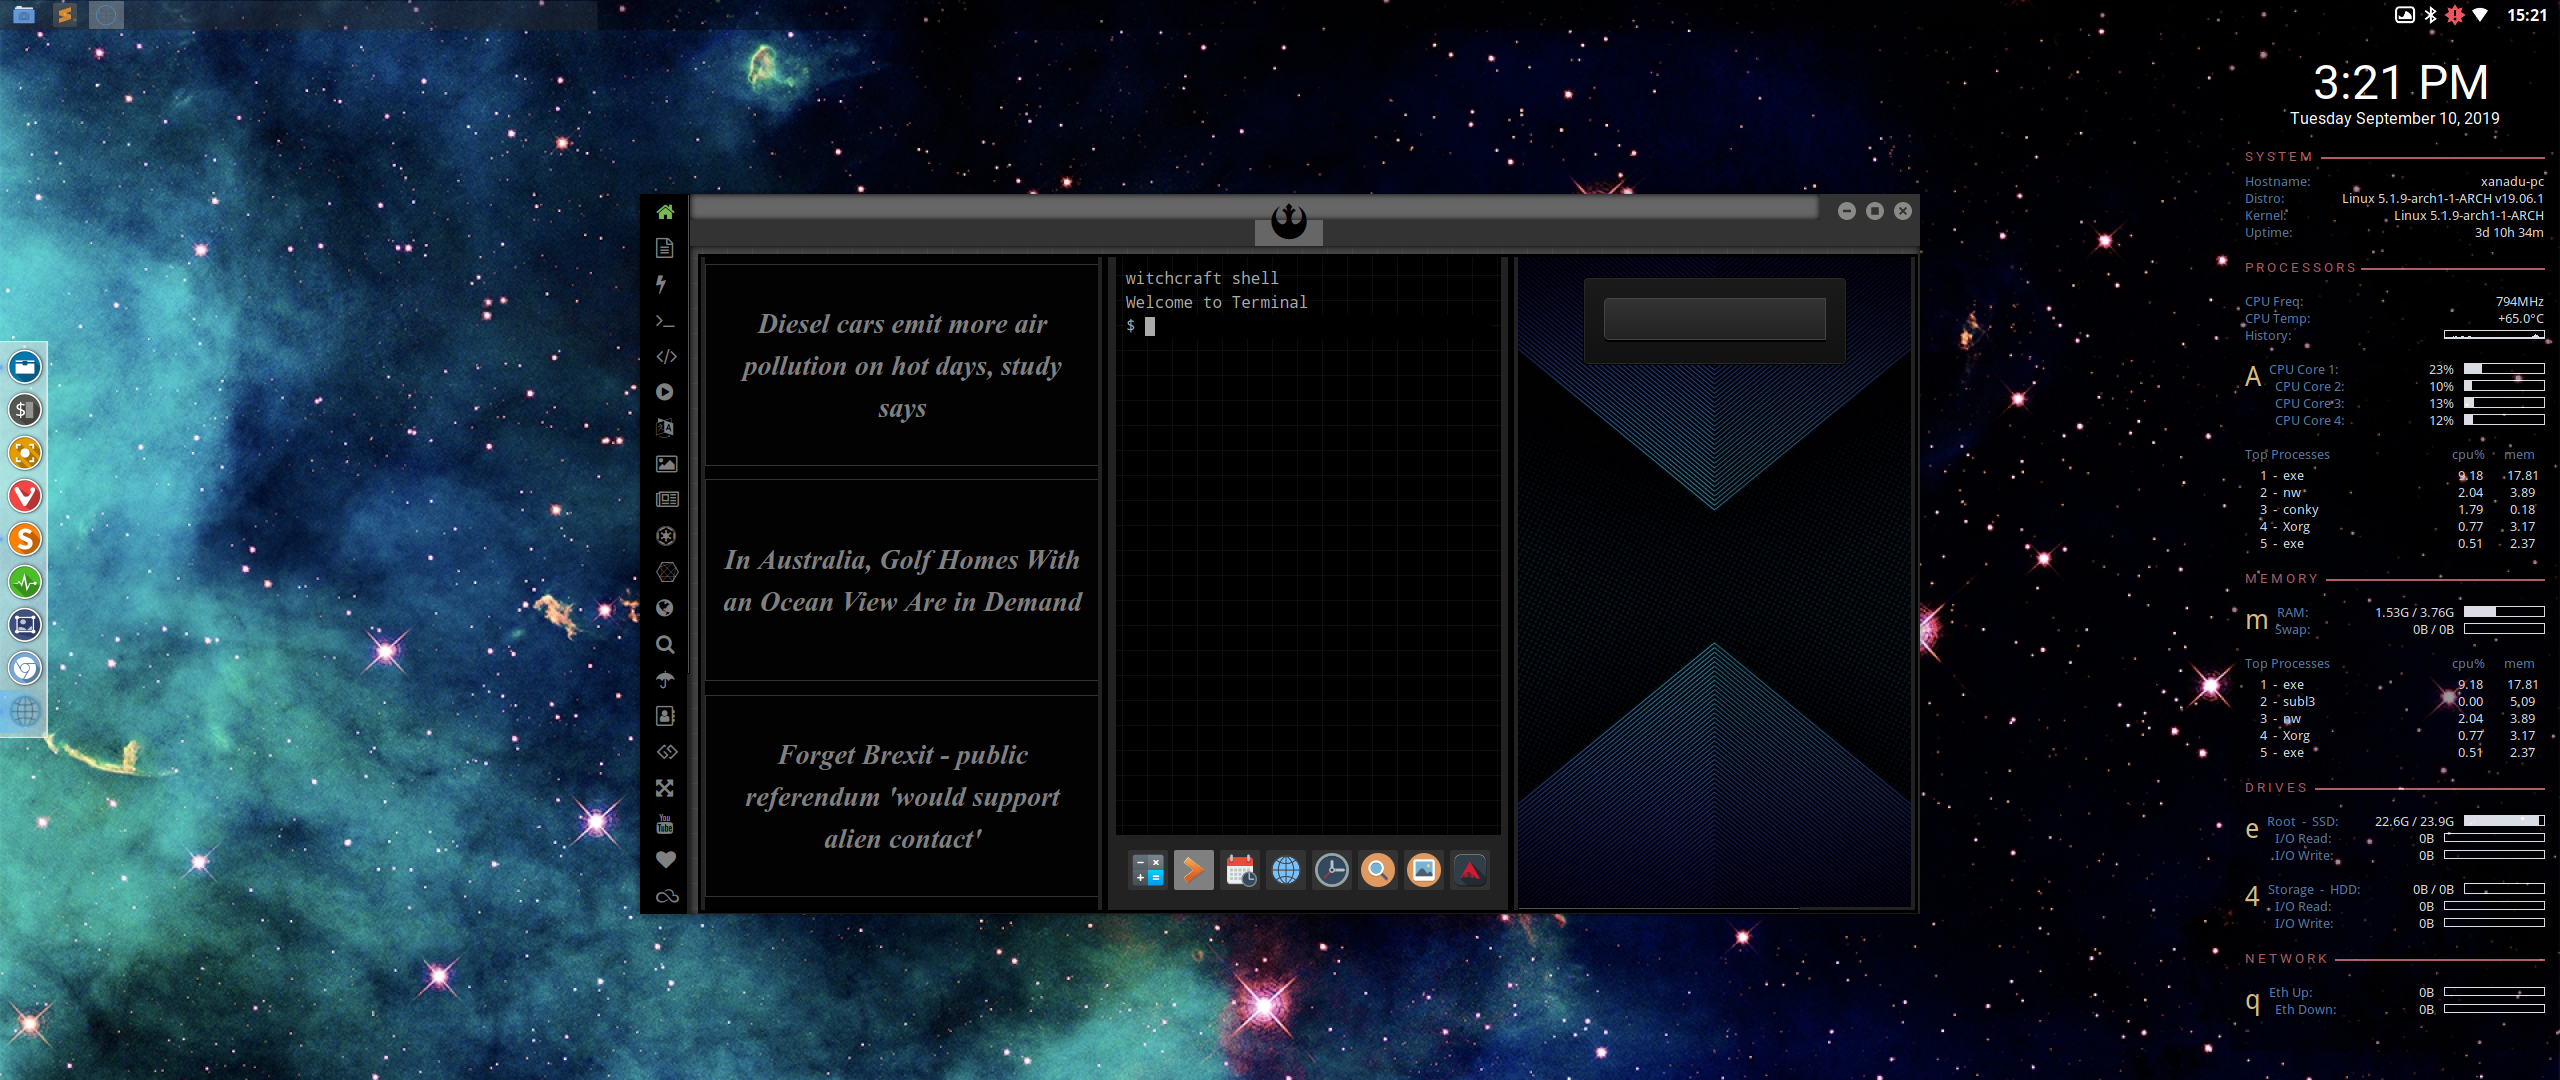 15:21
3:21 PM
Tuesday September 10, 2019
Diesel cars emit more air
pollution on hot days, study
says
In Australia, Golf Homes With
an Ocean View Are in Demand
Forget Brexit - public
referendum 'would support
alien contact'
witchcraft shell
Welcome to Terminal
$
SYSTEM
Hostname: xanadu-pc
Distro: Linux 5.1.9-arch1-1-ARCH v19.06.1
Kernel: Linux 5.1.9-arch1-1-ARCH
Uptime: 3d 10h 34m
PROCESSORS
CPU Freq: 794MHz
CPU Temp: +65.0°C
History:
A CPU Core 1: 23%
CPU Core 2: 10%
CPU Core 3: 13%
CPU Core 4: 12%
Top Processes cpu% mem
1 - exe 9.18 17.81
2 - nw 2.04 3.89
3 - conky 1.79 0.18
4 - Xorg 0.77 3.17
5 - exe 0.51 2.37
MEMORY
m RAM: 1.53G / 3.76G
Swap: 0B / 0B
Top Processes cpu% mem
1 - exe 9.18 17.81
2 - subl3 0.00 5.09
3 - nw 2.04 3.89
4 - Xorg 0.77 3.17
5 - exe 0.51 2.37
DRIVES
e Root - SSD: 22.6G / 23.9G
I/O Read: 0B
I/O Write: 0B
4 Storage - HDD: 0B / 0B
I/O Read: 0B
I/O Write: 0B
NETWORK
q Eth Up: 0B
Eth Down: 0B
You
Tube